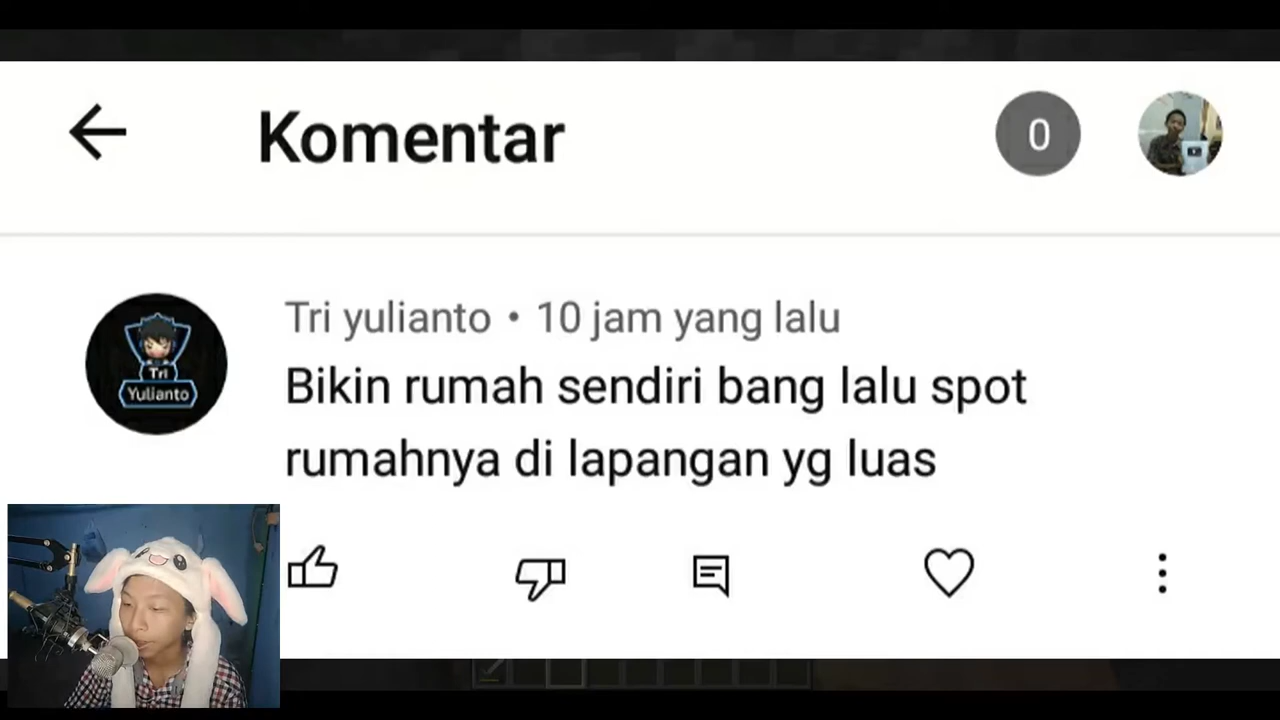 Komentar
0
Tri yulianto • 10 jam yang lalu
Tri
Yulianto
Bikin rumah sendiri bang lalu spot
rumahnya di lapangan yg luas